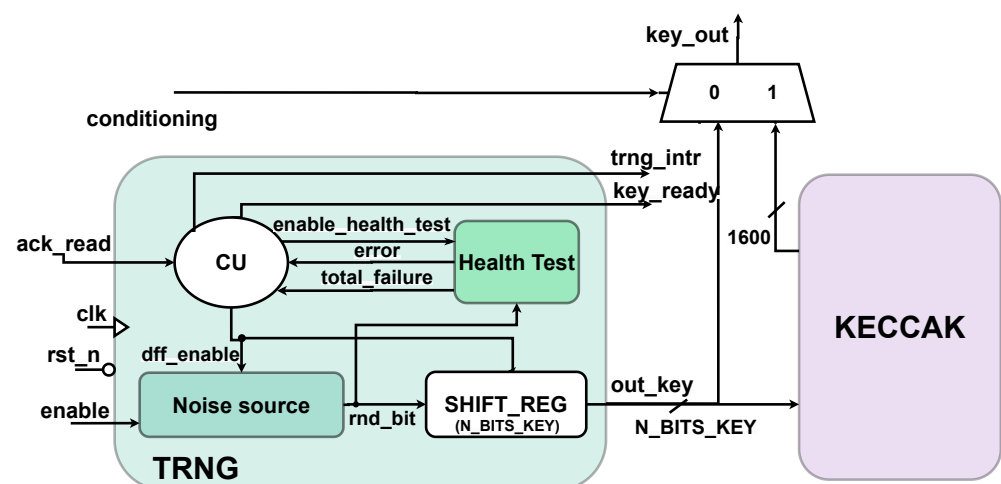 key_out
0 1
conditioning
trng_intr
key_ready
enable_health_test
ack_read
error
CU
Health Test
total_failure
1600
clk
KECCAK
rst_n
dff_enable
Noise source
enable
rnd_bit
SHIFT_REG
(N_BITS_KEY)
out_key
N_BITS_KEY
TRNG